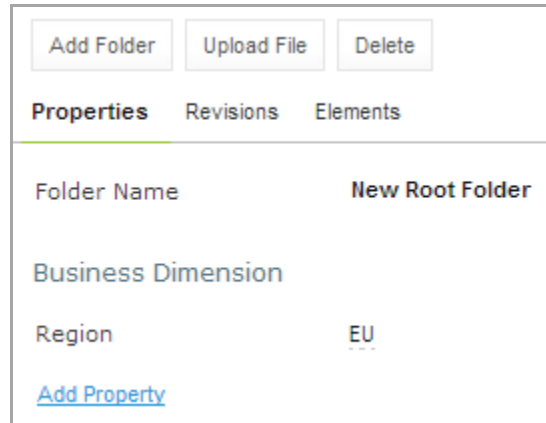 Add Folder Upload File Delete
Properties Revisions Elements
Folder Name New Root Folder
Business Dimension
Region EU
Add Property